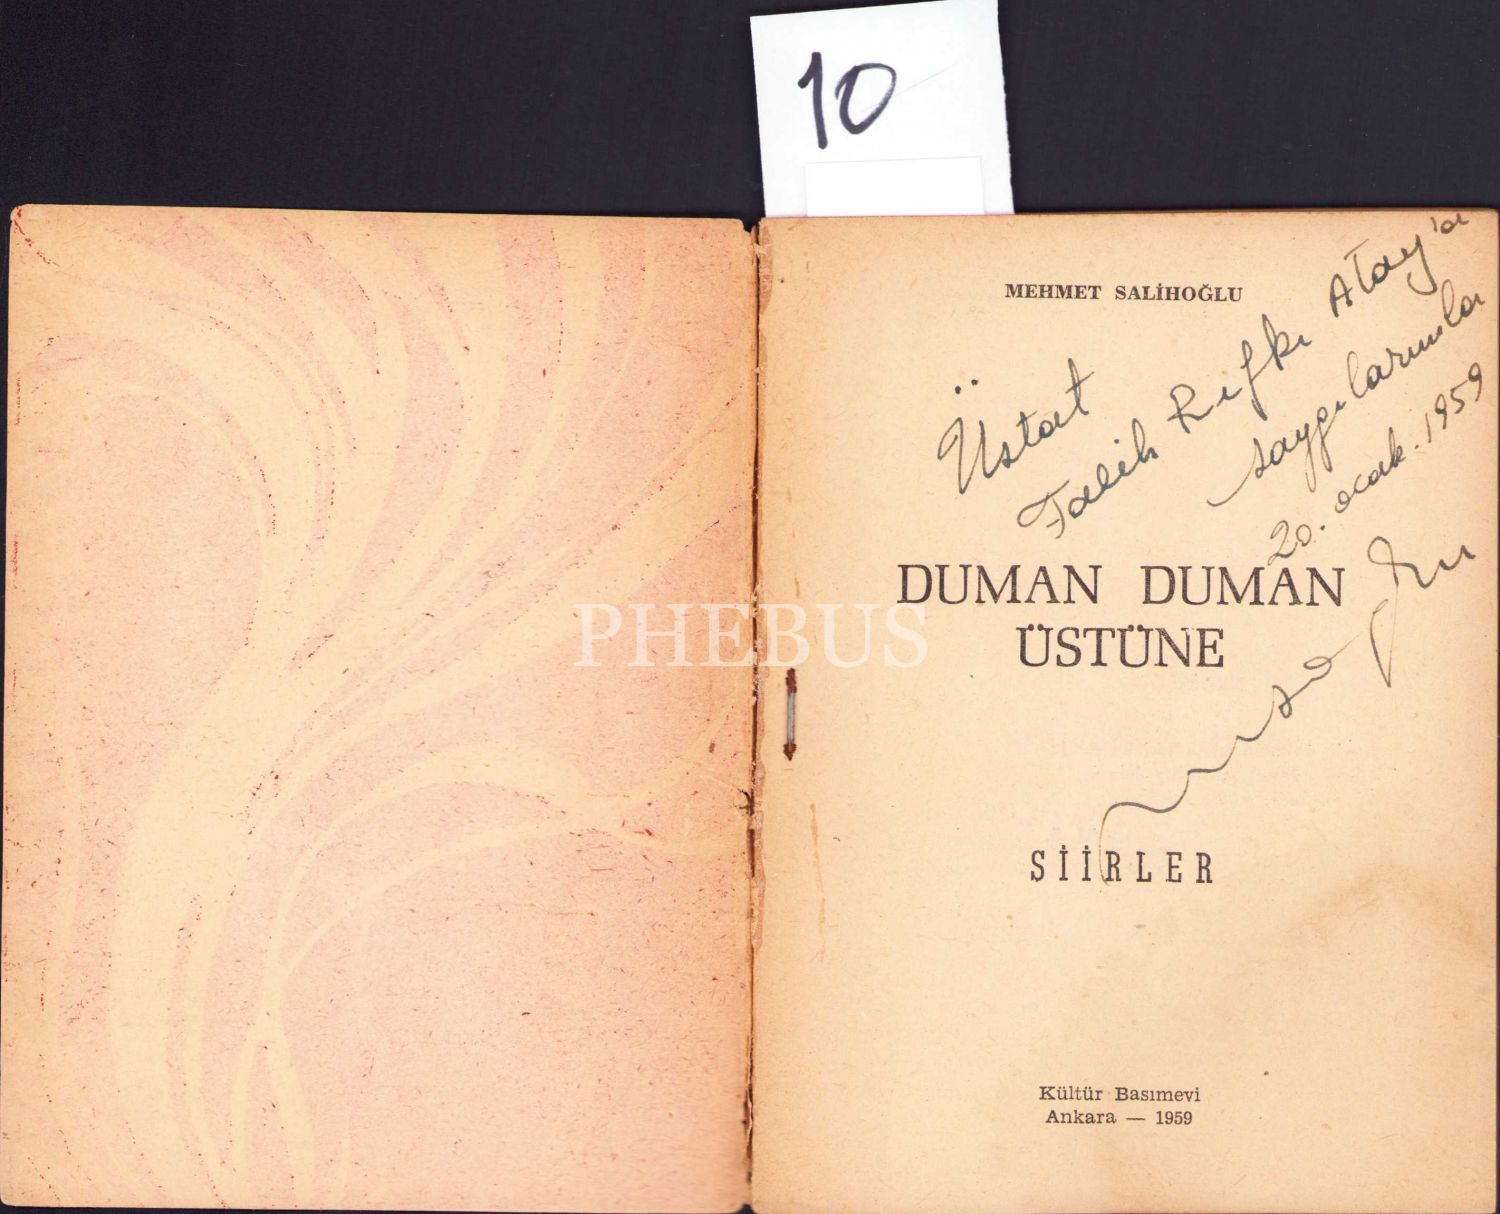 10
MEHMET SALİHOĞLU
Üstat
Falih Rıfkı Atay'a
saygılarımla
20. ocak. 1959
DUMAN DUMAN
ÜSTÜNE
PHEBUS
SİİRLER
Kültür Basımevi
Ankara — 1959